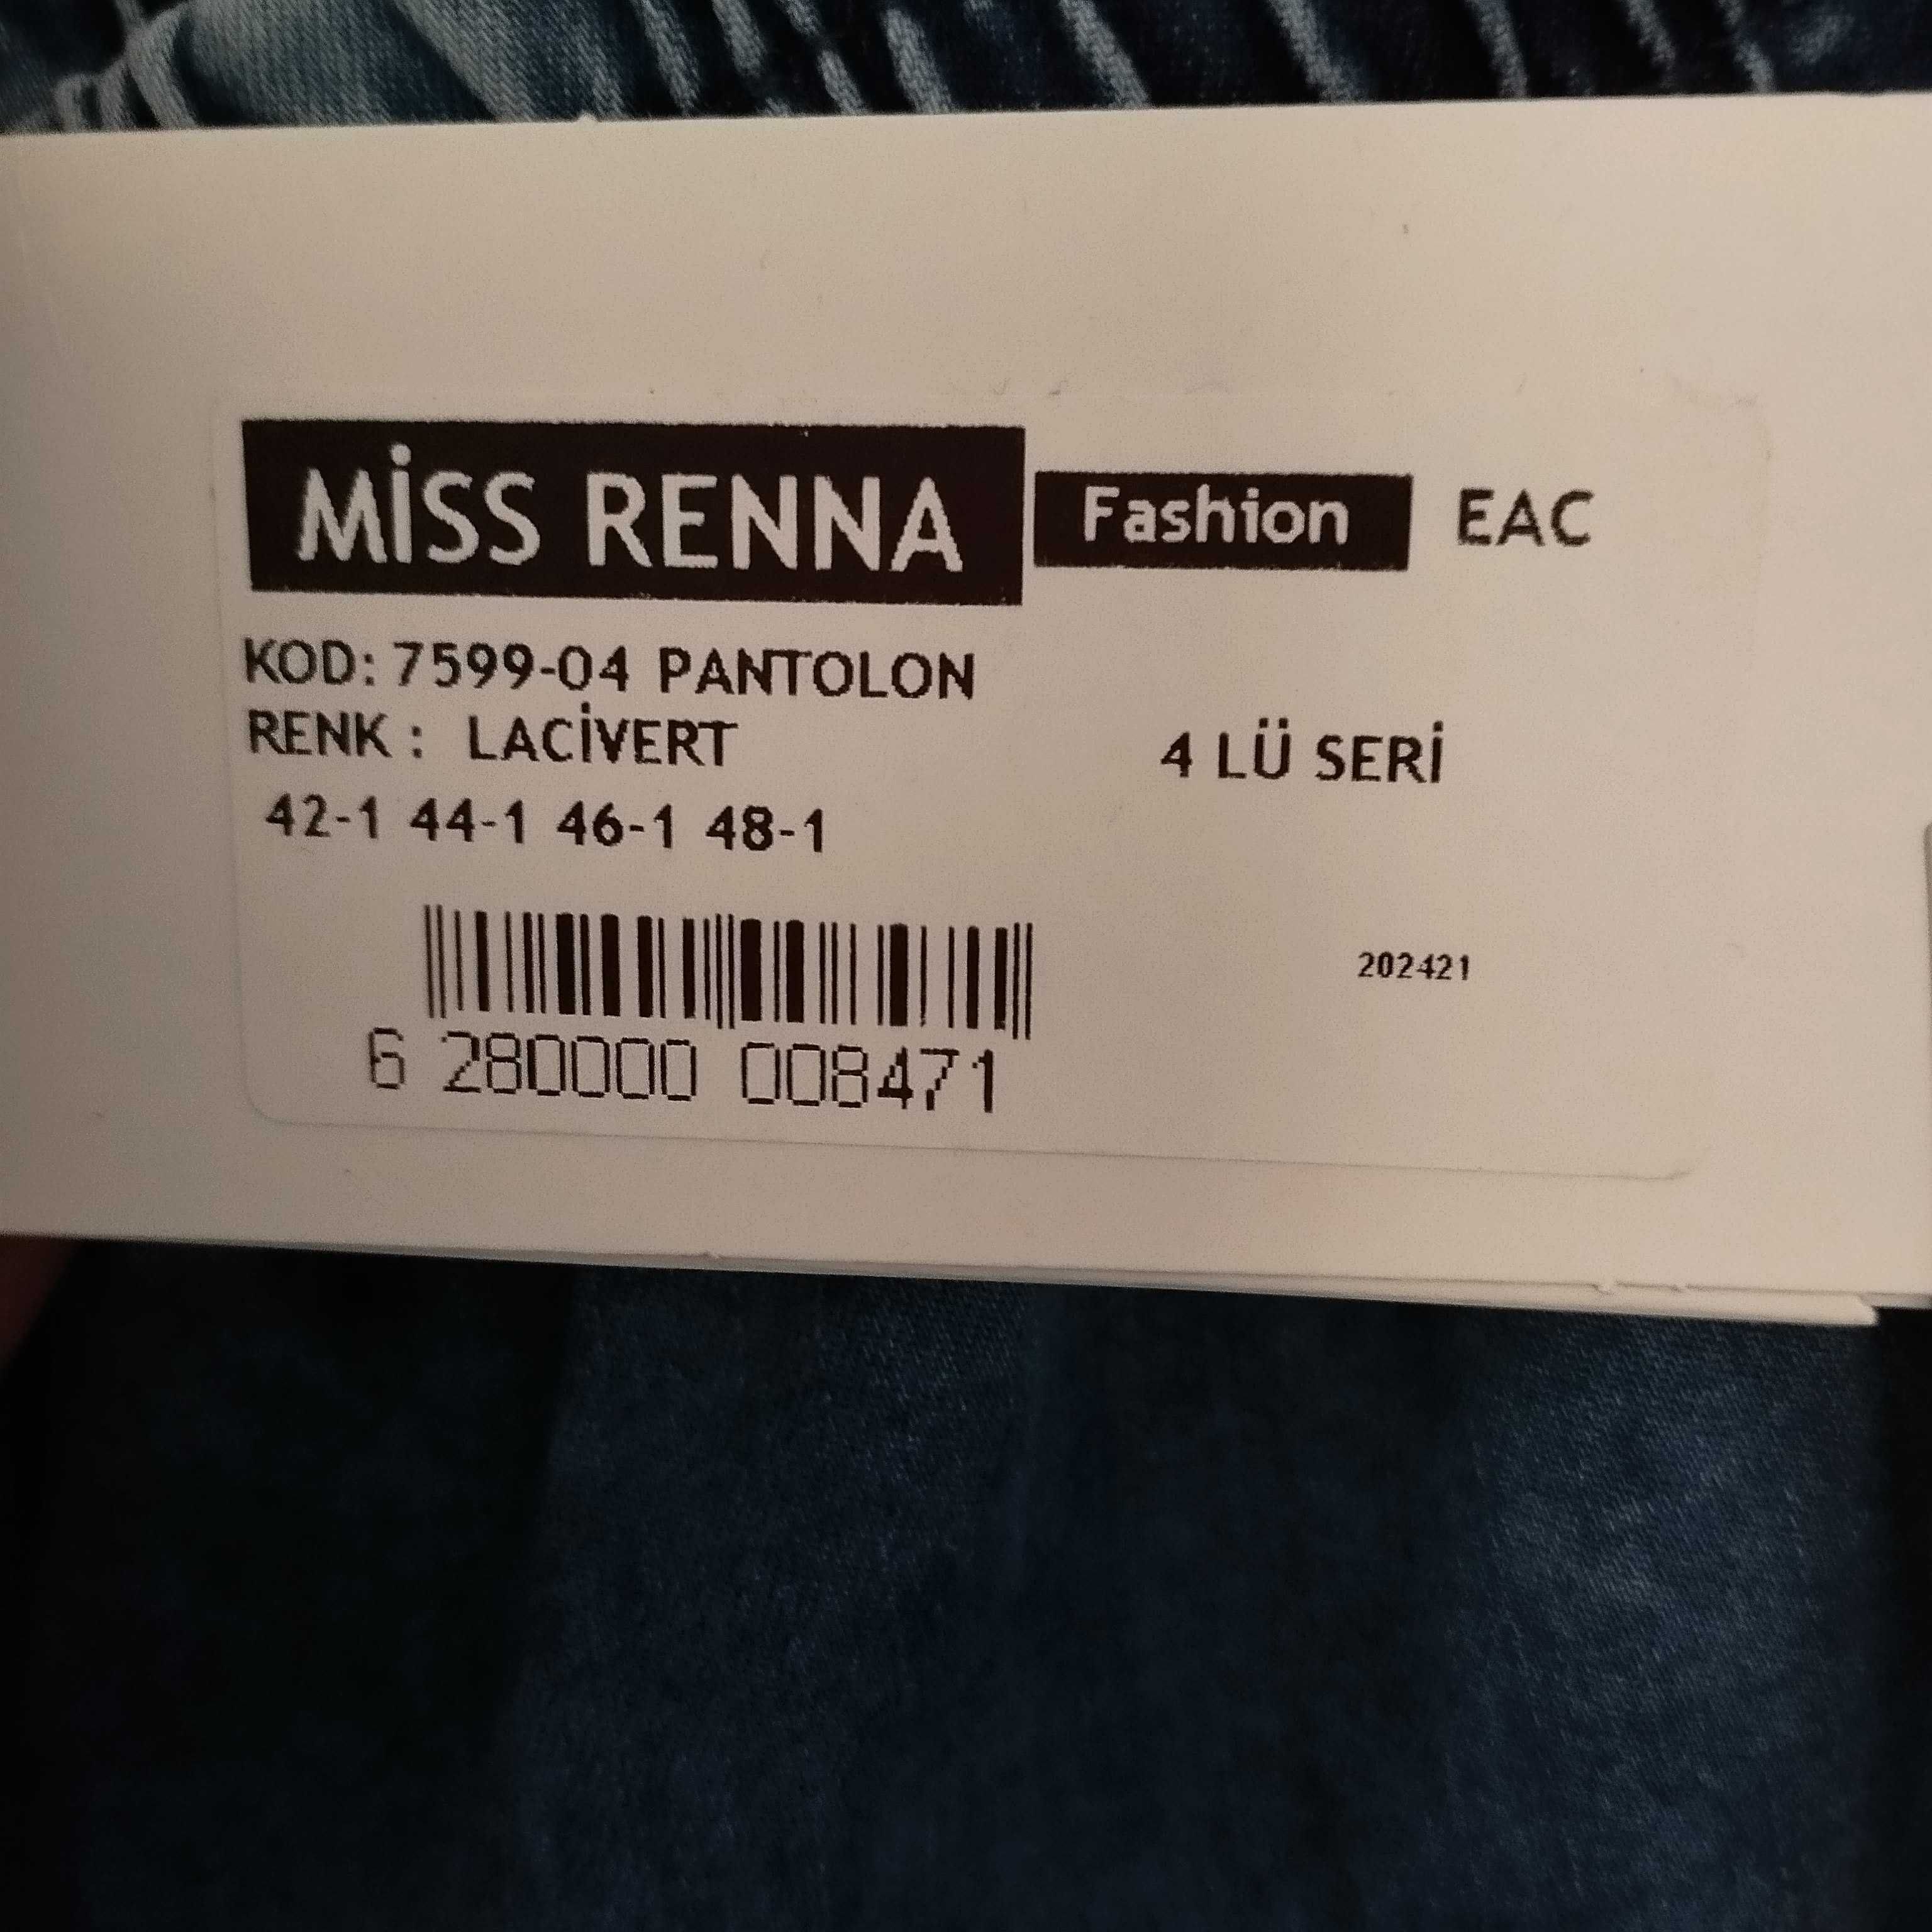 MİSS RENNA Fashion EAC
KOD: 7599-04 PANTOLON
RENK : LACİVERT 4 LÜ SERİ
42-1 44-1 46-1 48-1
202421
6 280000 008471